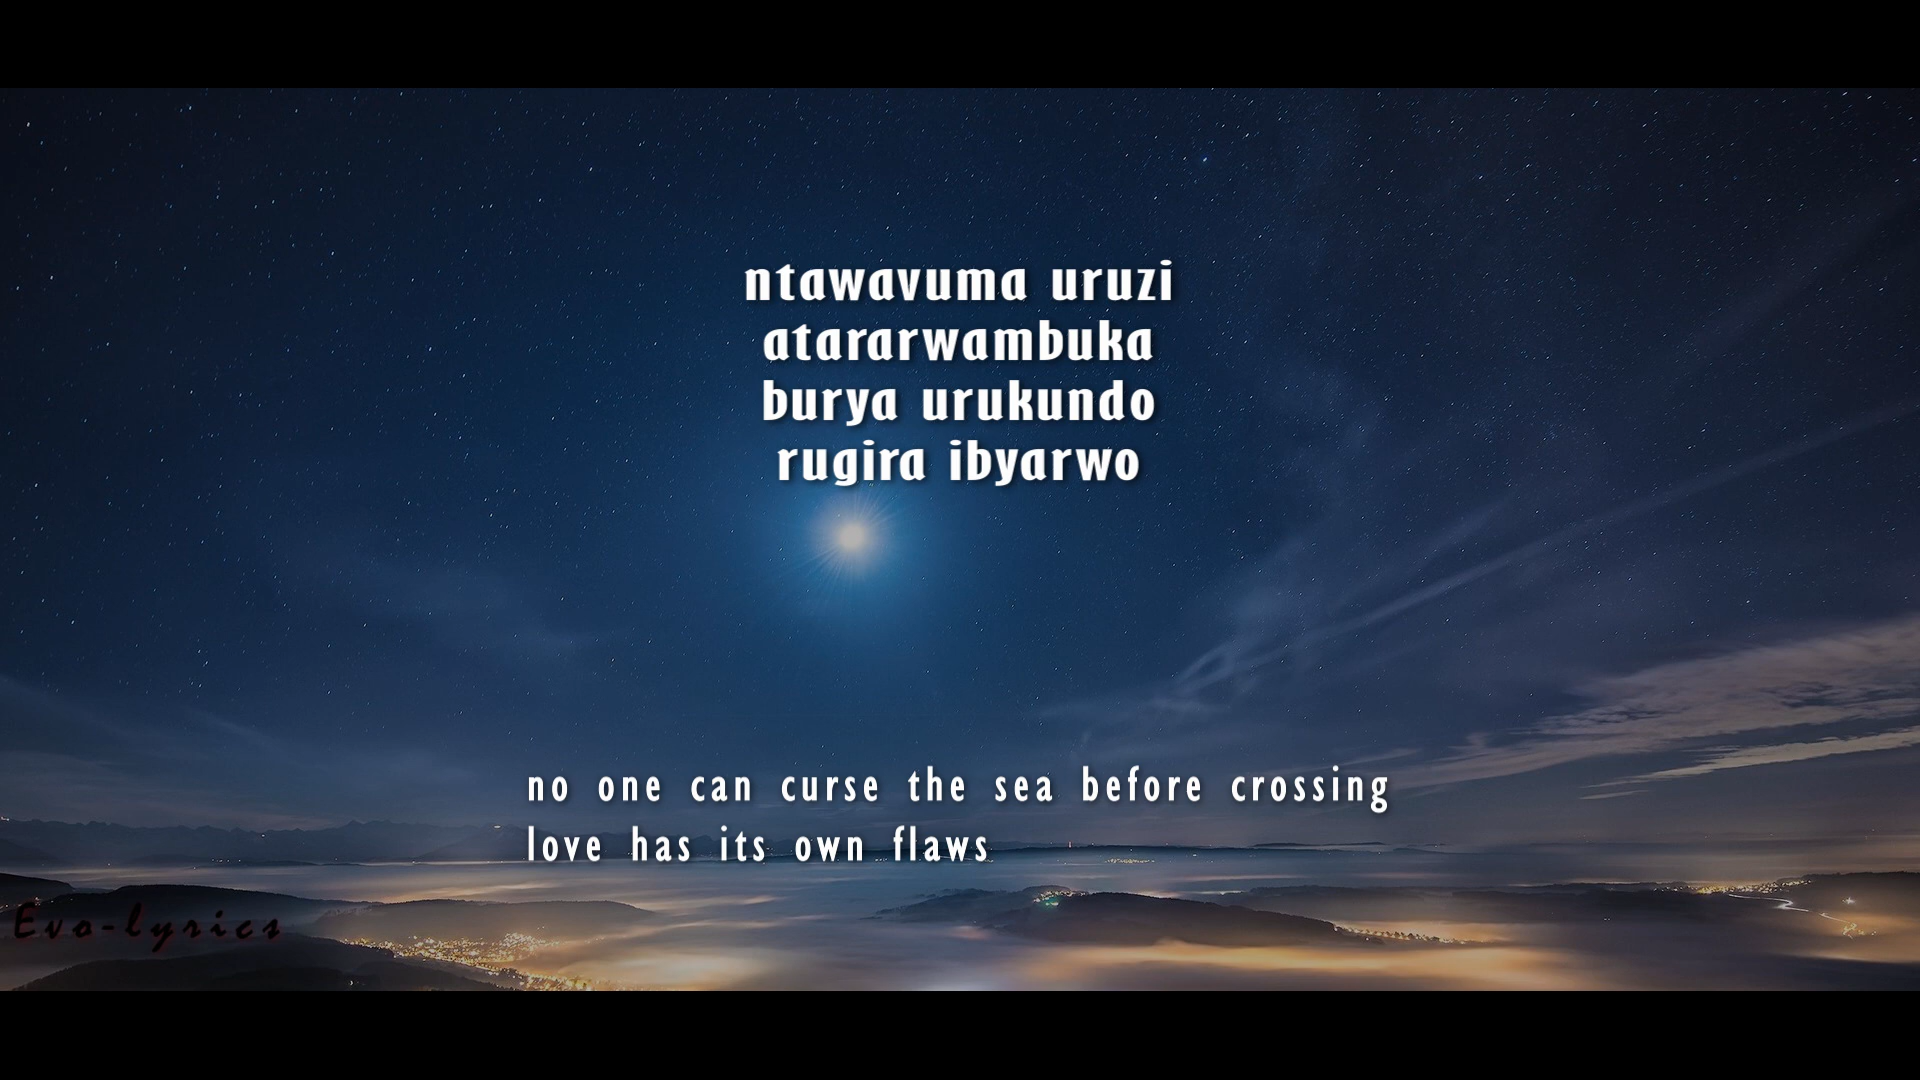 ntawavuma uruzi
atararwambuka
burya urukundo
rugira ibyarwo
no one can curse the sea before crossing
love has its own flaws
Evo-lyrics